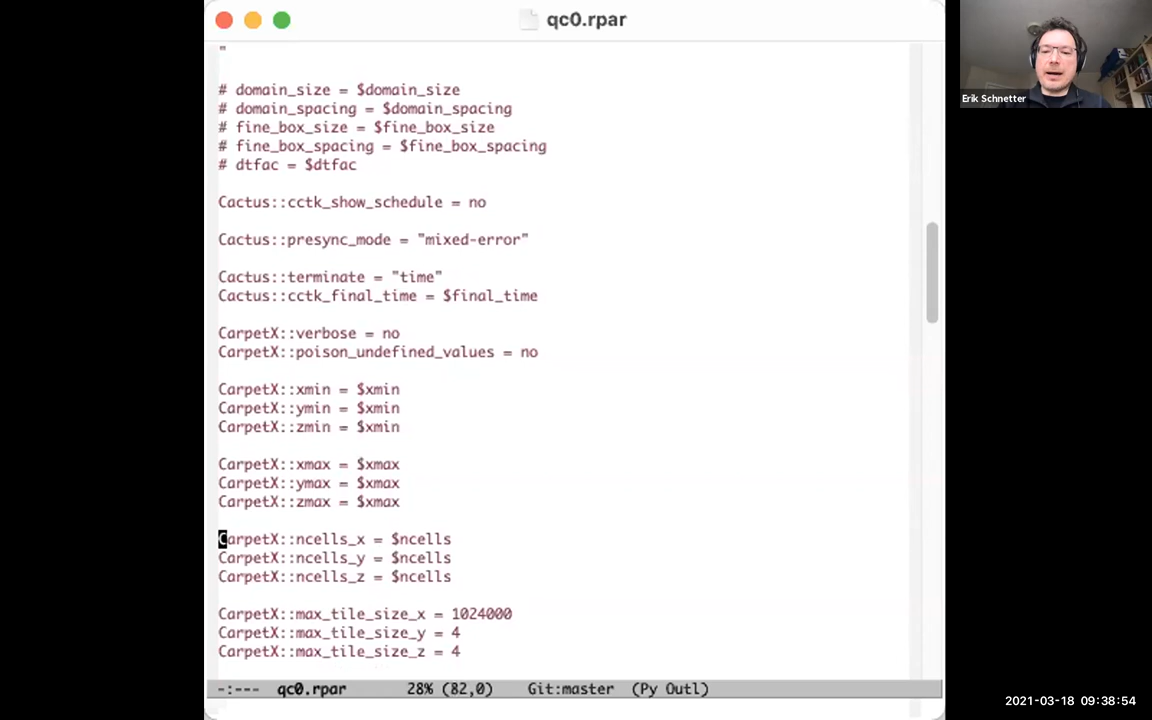 qc0.rpar
"
# domain_size = $domain_size
# domain_spacing = $domain_spacing
# fine_box_size = $fine_box_size
# fine_box_spacing = $fine_box_spacing
# dtfac = $dtfac
Cactus::cctk_show_schedule = no
Cactus::presync_mode = "mixed-error"
Cactus::terminate = "time"
Cactus::cctk_final_time = $final_time
CarpetX::verbose = no
CarpetX::poison_undefined_values = no
CarpetX::xmin = $xmin
CarpetX::ymin = $xmin
CarpetX::zmin = $xmin
CarpetX::xmax = $xmax
CarpetX::ymax = $xmax
CarpetX::zmax = $xmax
CarpetX::ncells_x = $ncells
CarpetX::ncells_y = $ncells
CarpetX::ncells_z = $ncells
CarpetX::max_tile_size_x = 1024000
CarpetX::max_tile_size_y = 4
CarpetX::max_tile_size_z = 4
-:--- qc0.rpar 28% (82,0) Git:master (Py Outl)
Erik Schnetter
2021-03-18 09:38:54